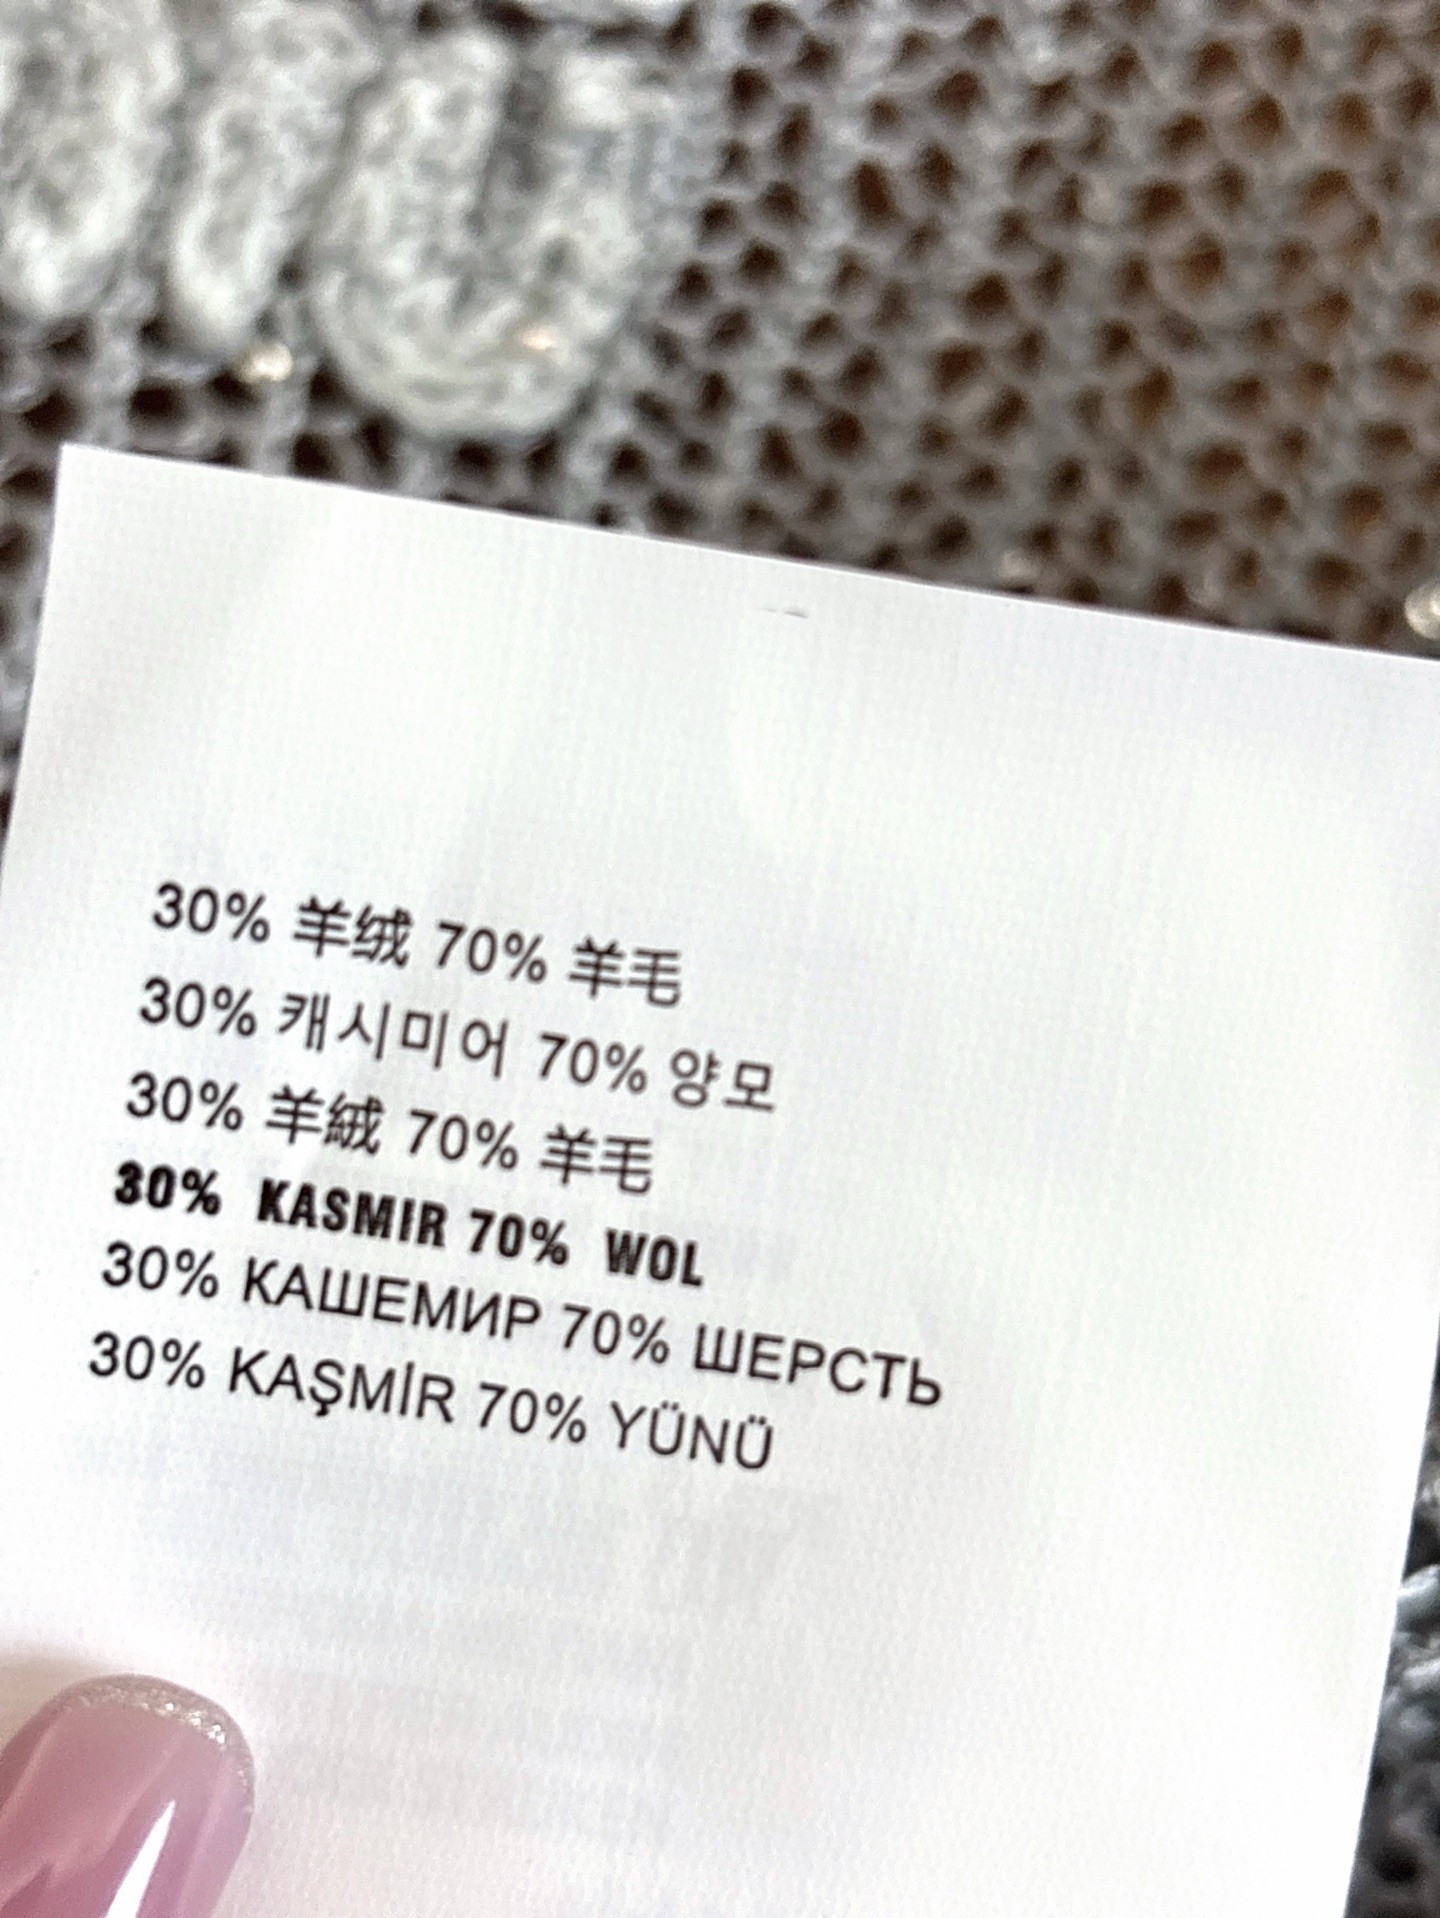 30% 羊绒 70% 羊毛
30% 캐시미어 70% 양모
30% 羊絨 70% 羊毛
30% KASMIR 70% WOL
30% КАШЕМИР 70% ШЕРСТЬ
30% KAŞMİR 70% YÜNÜ